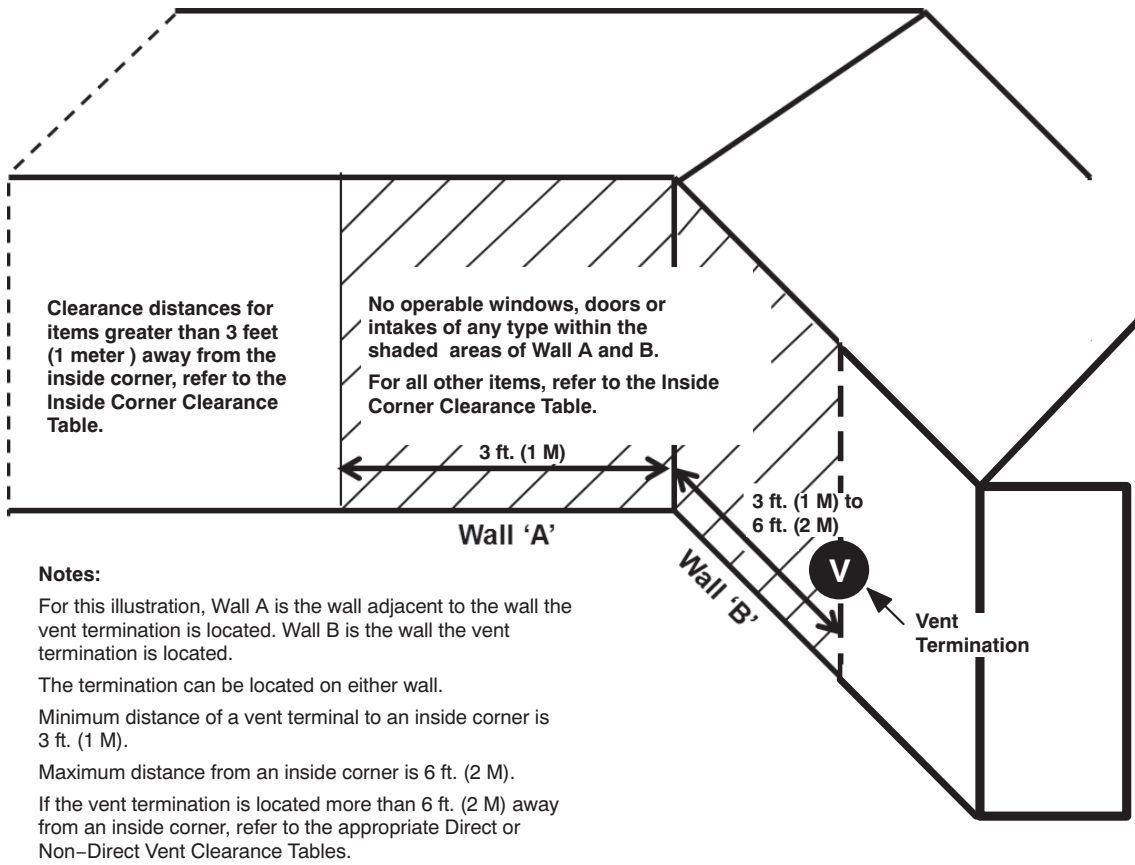 Clearance distances for
items greater than 3 feet
(1 meter ) away from the
inside corner, refer to the
Inside Corner Clearance
Table.
No operable windows, doors or
intakes of any type within the
shaded areas of Wall A and B.
For all other items, refer to the Inside
Corner Clearance Table.
3 ft. (1 M)
3 ft. (1 M) to
6 ft. (2 M)
Wall ‘A’
Wall ‘B’
V
Vent
Termination
Notes:
For this illustration, Wall A is the wall adjacent to the wall the
vent termination is located. Wall B is the wall the vent
termination is located.
The termination can be located on either wall.
Minimum distance of a vent terminal to an inside corner is
3 ft. (1 M).
Maximum distance from an inside corner is 6 ft. (2 M).
If the vent termination is located more than 6 ft. (2 M) away
from an inside corner, refer to the appropriate Direct or
Non−Direct Vent Clearance Tables.